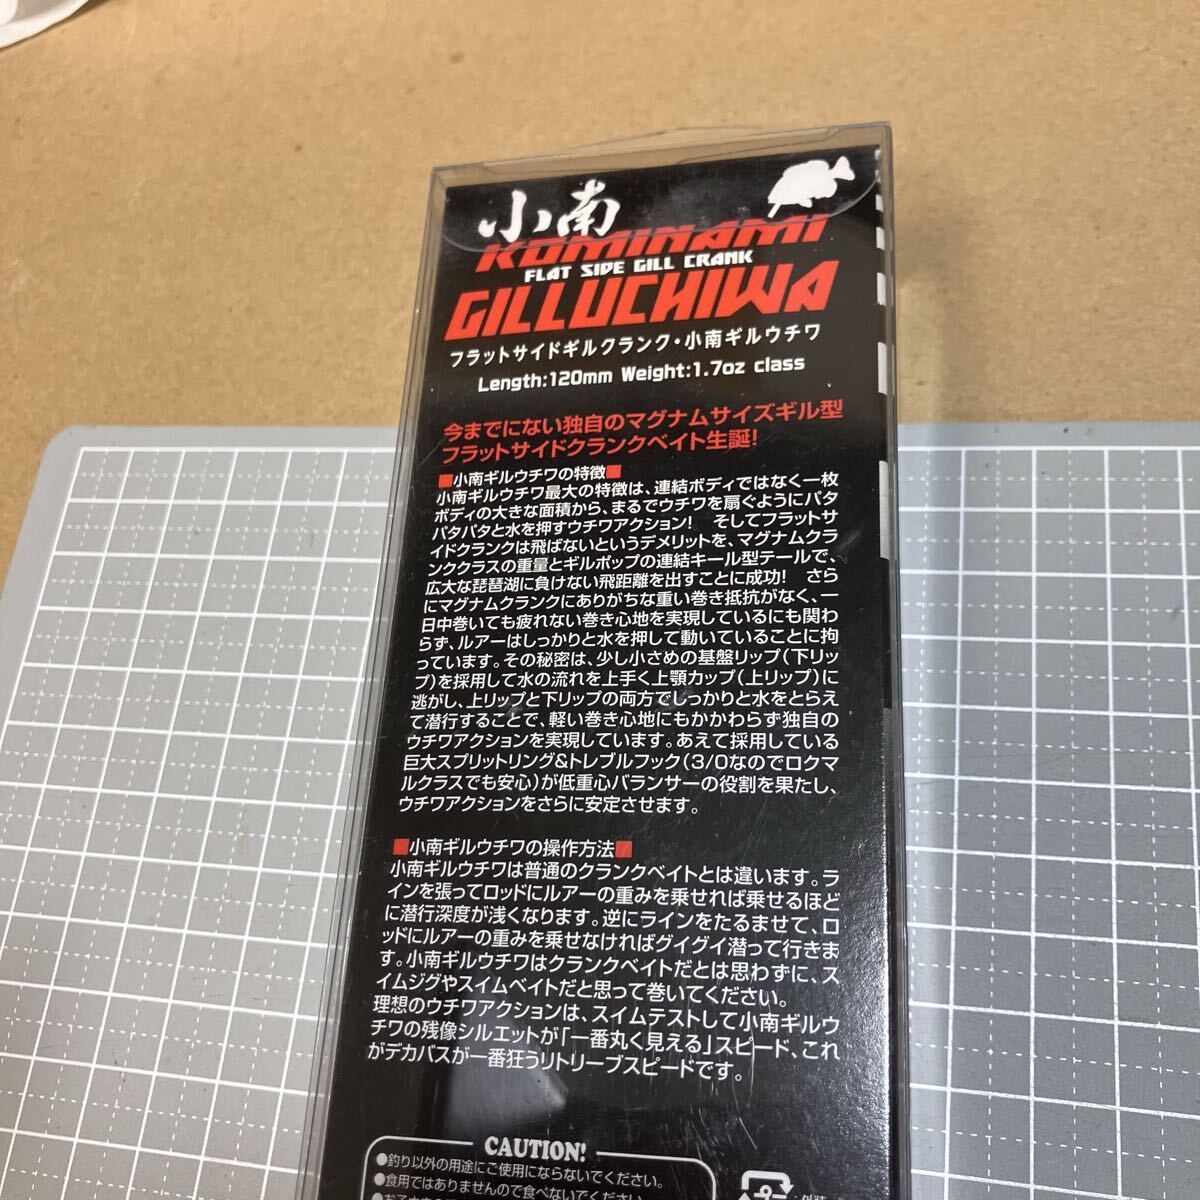 小南
KOMINAMI
FLAT SIDE GILL CRANK
GILLUCHIWA
フラットサイドギルクランク・小南ギルウチワ
Length:120mm Weight:1.7oz class
今までにない独自のマグナムサイズギル型
フラットサイドクランクベイト生誕!
■小南ギルウチワの特徴■
小南ギルウチワ最大の特徴は、連結ボディではなく一枚
ボディの大きな面積から、まるでウチワを扇ぐようにパタ
パタパタと水を押すウチワアクション! そしてフラットサ
イドクランクは飛ばないというデメリットを、マグナムクラ
ンククラスの重量とギルポップの連結キール型テールで、
広大な琵琶湖に負けない飛距離を出すことに成功! さら
にマグナムクランクにありがちな重い巻き抵抗がなく、一
日中巻いても疲れない巻き心地を実現しているにも関わ
らず、ルアーはしっかりと水を押して動いていることに拘
っています。その秘密は、少し小さめの基盤リップ(下リッ
プ)を採用して水の流れを上手く上顎カップ(上リップ)に
逃がし、上リップと下リップの両方でしっかりと水をとらえ
て潜行することで、軽い巻き心地にもかかわらず独自の
ウチワアクションを実現しています。あえて採用している
巨大スプリットリング&トレブルフック(3/0なのでロクマ
ルクラスでも安心)が低重心バランサーの役割を果たし、
ウチワアクションをさらに安定させます。
■小南ギルウチワの操作方法■
小南ギルウチワは普通のクランクベイトとは違います。ラ
インを張ってロッドにルアーの重みを乗せれば乗せるほど
に潜行深度が浅くなります。逆にラインをたるませて、ロ
ッドにルアーの重みを乗せなければグイグイ潜って行きま
す。小南ギルウチワはクランクベイトだとは思わずに、ス
イムジグやスイムベイトだと思って巻いてください。
理想のウチワアクションは、スイムテストして小南ギルウ
チワの残像シルエットが「一番丸く見える」スピード、これ
がデカバスが一番狂うリトリーブスピードです。
CAUTION!
●釣り以外の用途にご使用にならないでください。
●食用ではありませんので食べないでください。
プラ